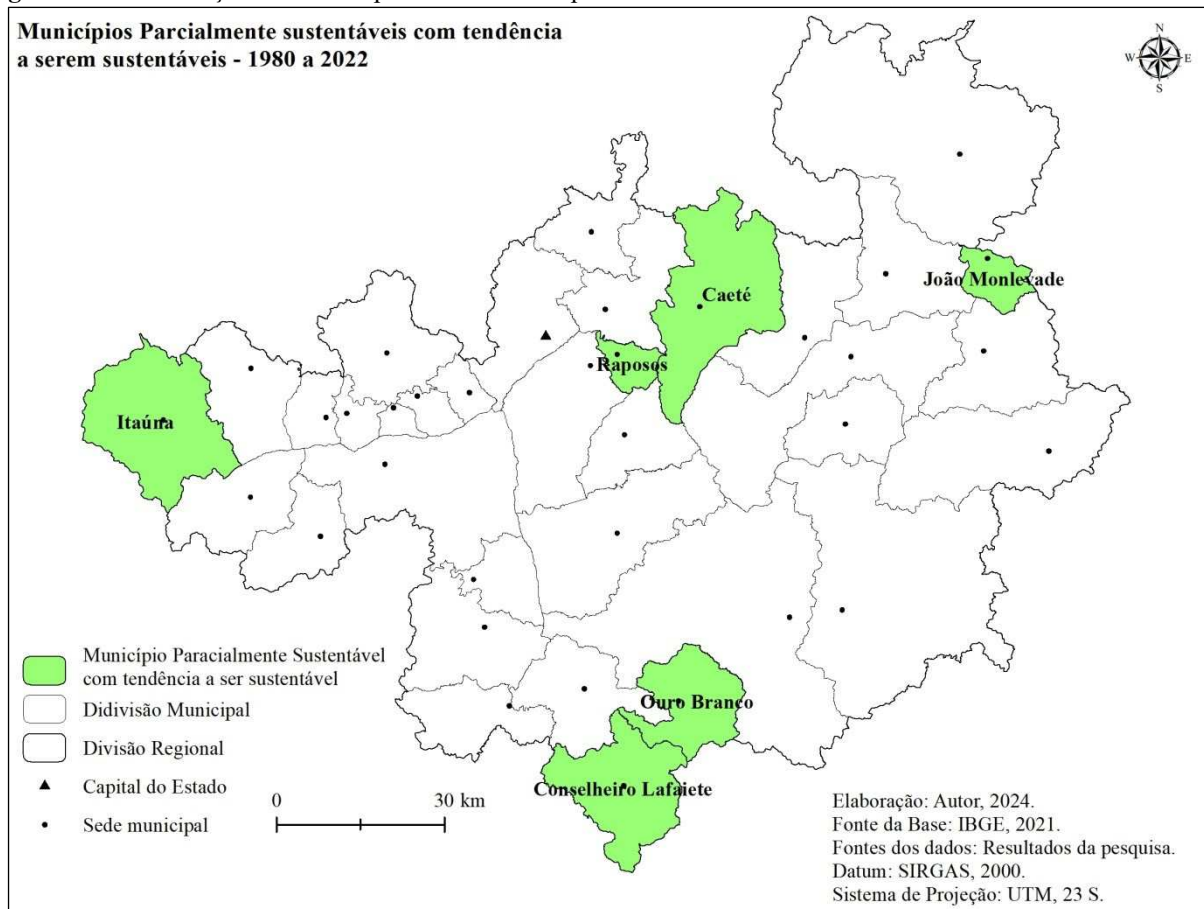 Municípios Parcialmente sustentáveis com tendência
a serem sustentáveis - 1980 a 2022
N
W
E
S
João Monlevade
Caeté
Raposos
Itaúna
Ouro Branco
Conselheiro Lafaiete
Município Paracialmente Sustentável
com tendência a ser sustentável
Didivisão Municipal
Divisão Regional
Capital do Estado
Sede municipal
0
30 km
Elaboração: Autor, 2024.
Fonte da Base: IBGE, 2021.
Fontes dos dados: Resultados da pesquisa.
Datum: SIRGAS, 2000.
Sistema de Projeção: UTM, 23 S.